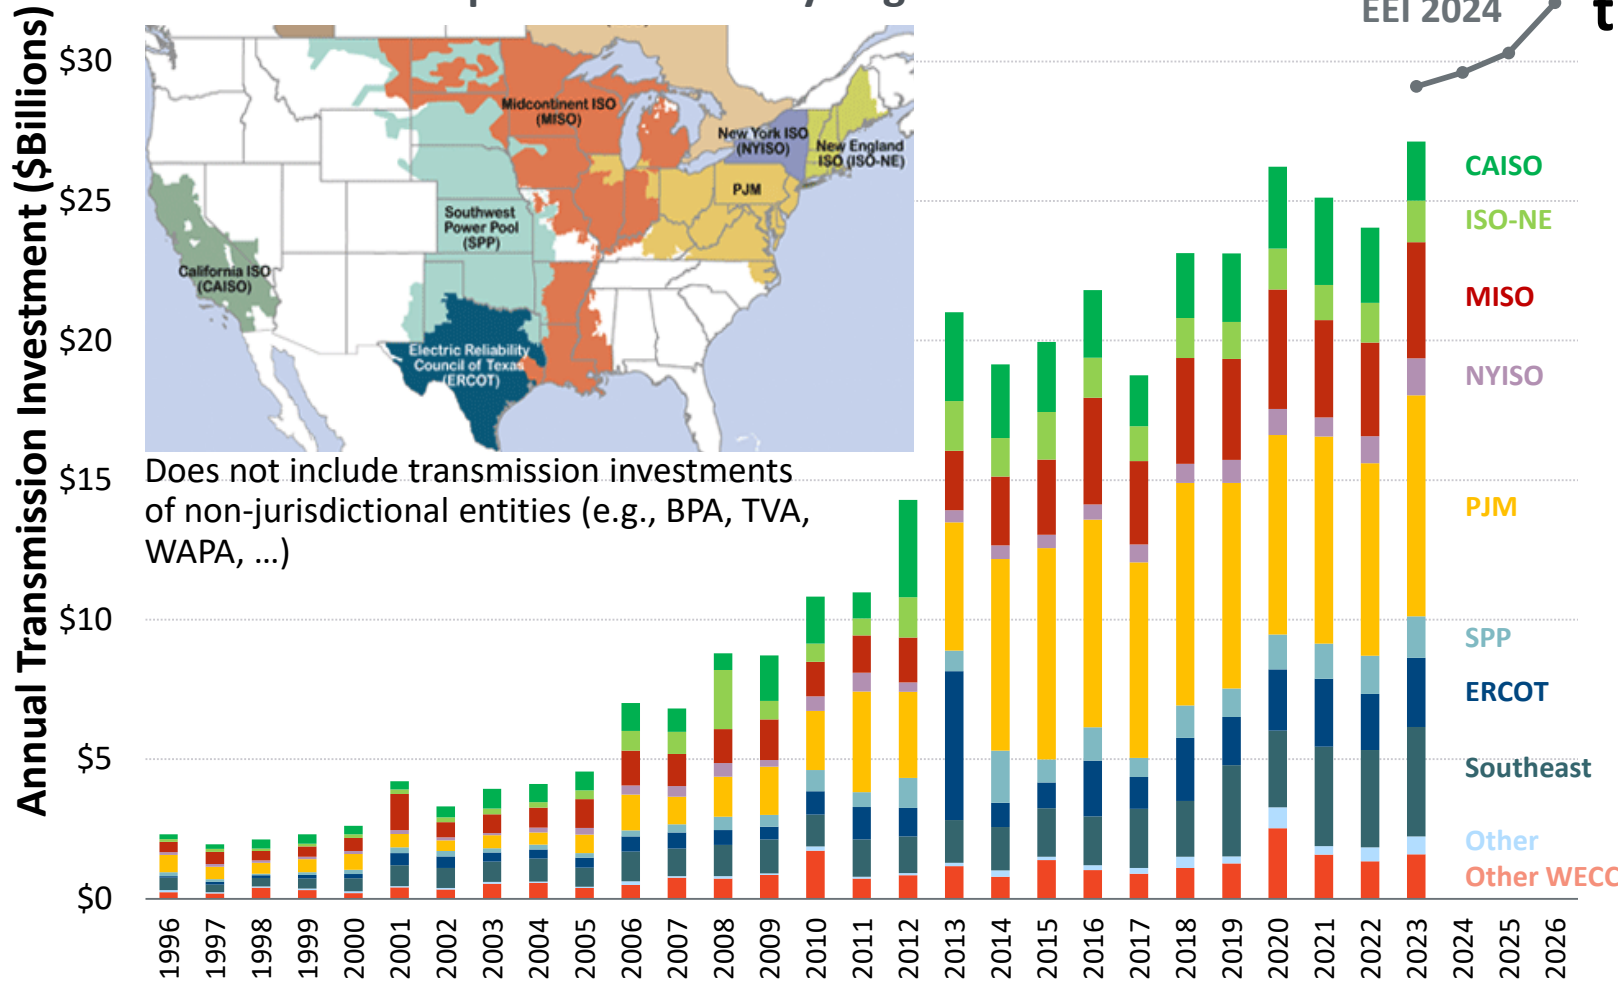 EEI 2024
t
Annual Transmission Investment ($Billions)
$30
$25
$20
$15
$10
$5
$0
Midcontinent ISO
(MISO)
New York ISO
(NYISO)
New England
ISO (ISO-NE)
PJM
Southwest
Power Pool
(SPP)
California ISO
(CAISO)
Electric Reliability
Council of Texas
(ERCOT)
Does not include transmission investments
of non-jurisdictional entities (e.g., BPA, TVA,
WAPA, …)
CAISO
ISO-NE
MISO
NYISO
PJM
SPP
ERCOT
Southeast
Other
Other WECC
1996
1997
1998
1999
2000
2001
2002
2003
2004
2005
2006
2007
2008
2009
2010
2011
2012
2013
2014
2015
2016
2017
2018
2019
2020
2021
2022
2023
2024
2025
2026